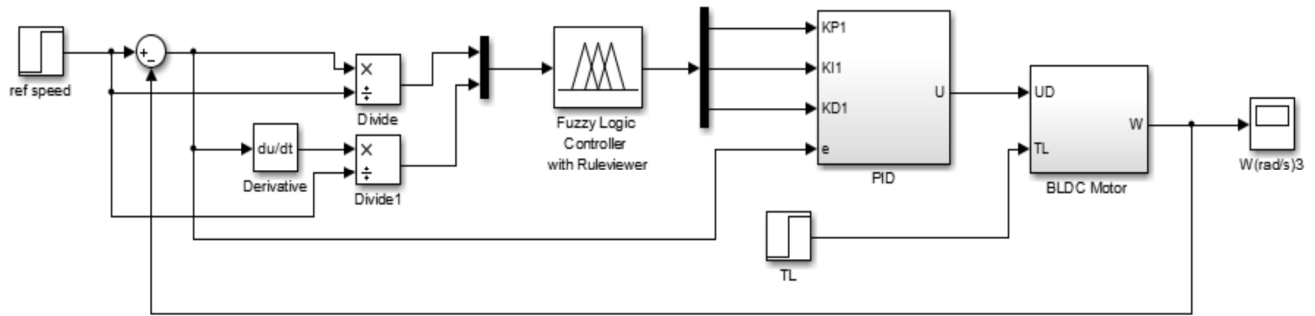 ref speed
+
-
×
÷
Divide
du/dt
Derivative
×
÷
Divide1
Fuzzy Logic
Controller
with Ruleviewer
KP1
KI1
KD1
e
U
PID
TL
UD
TL
W
BLDC Motor
W(rad/s)3